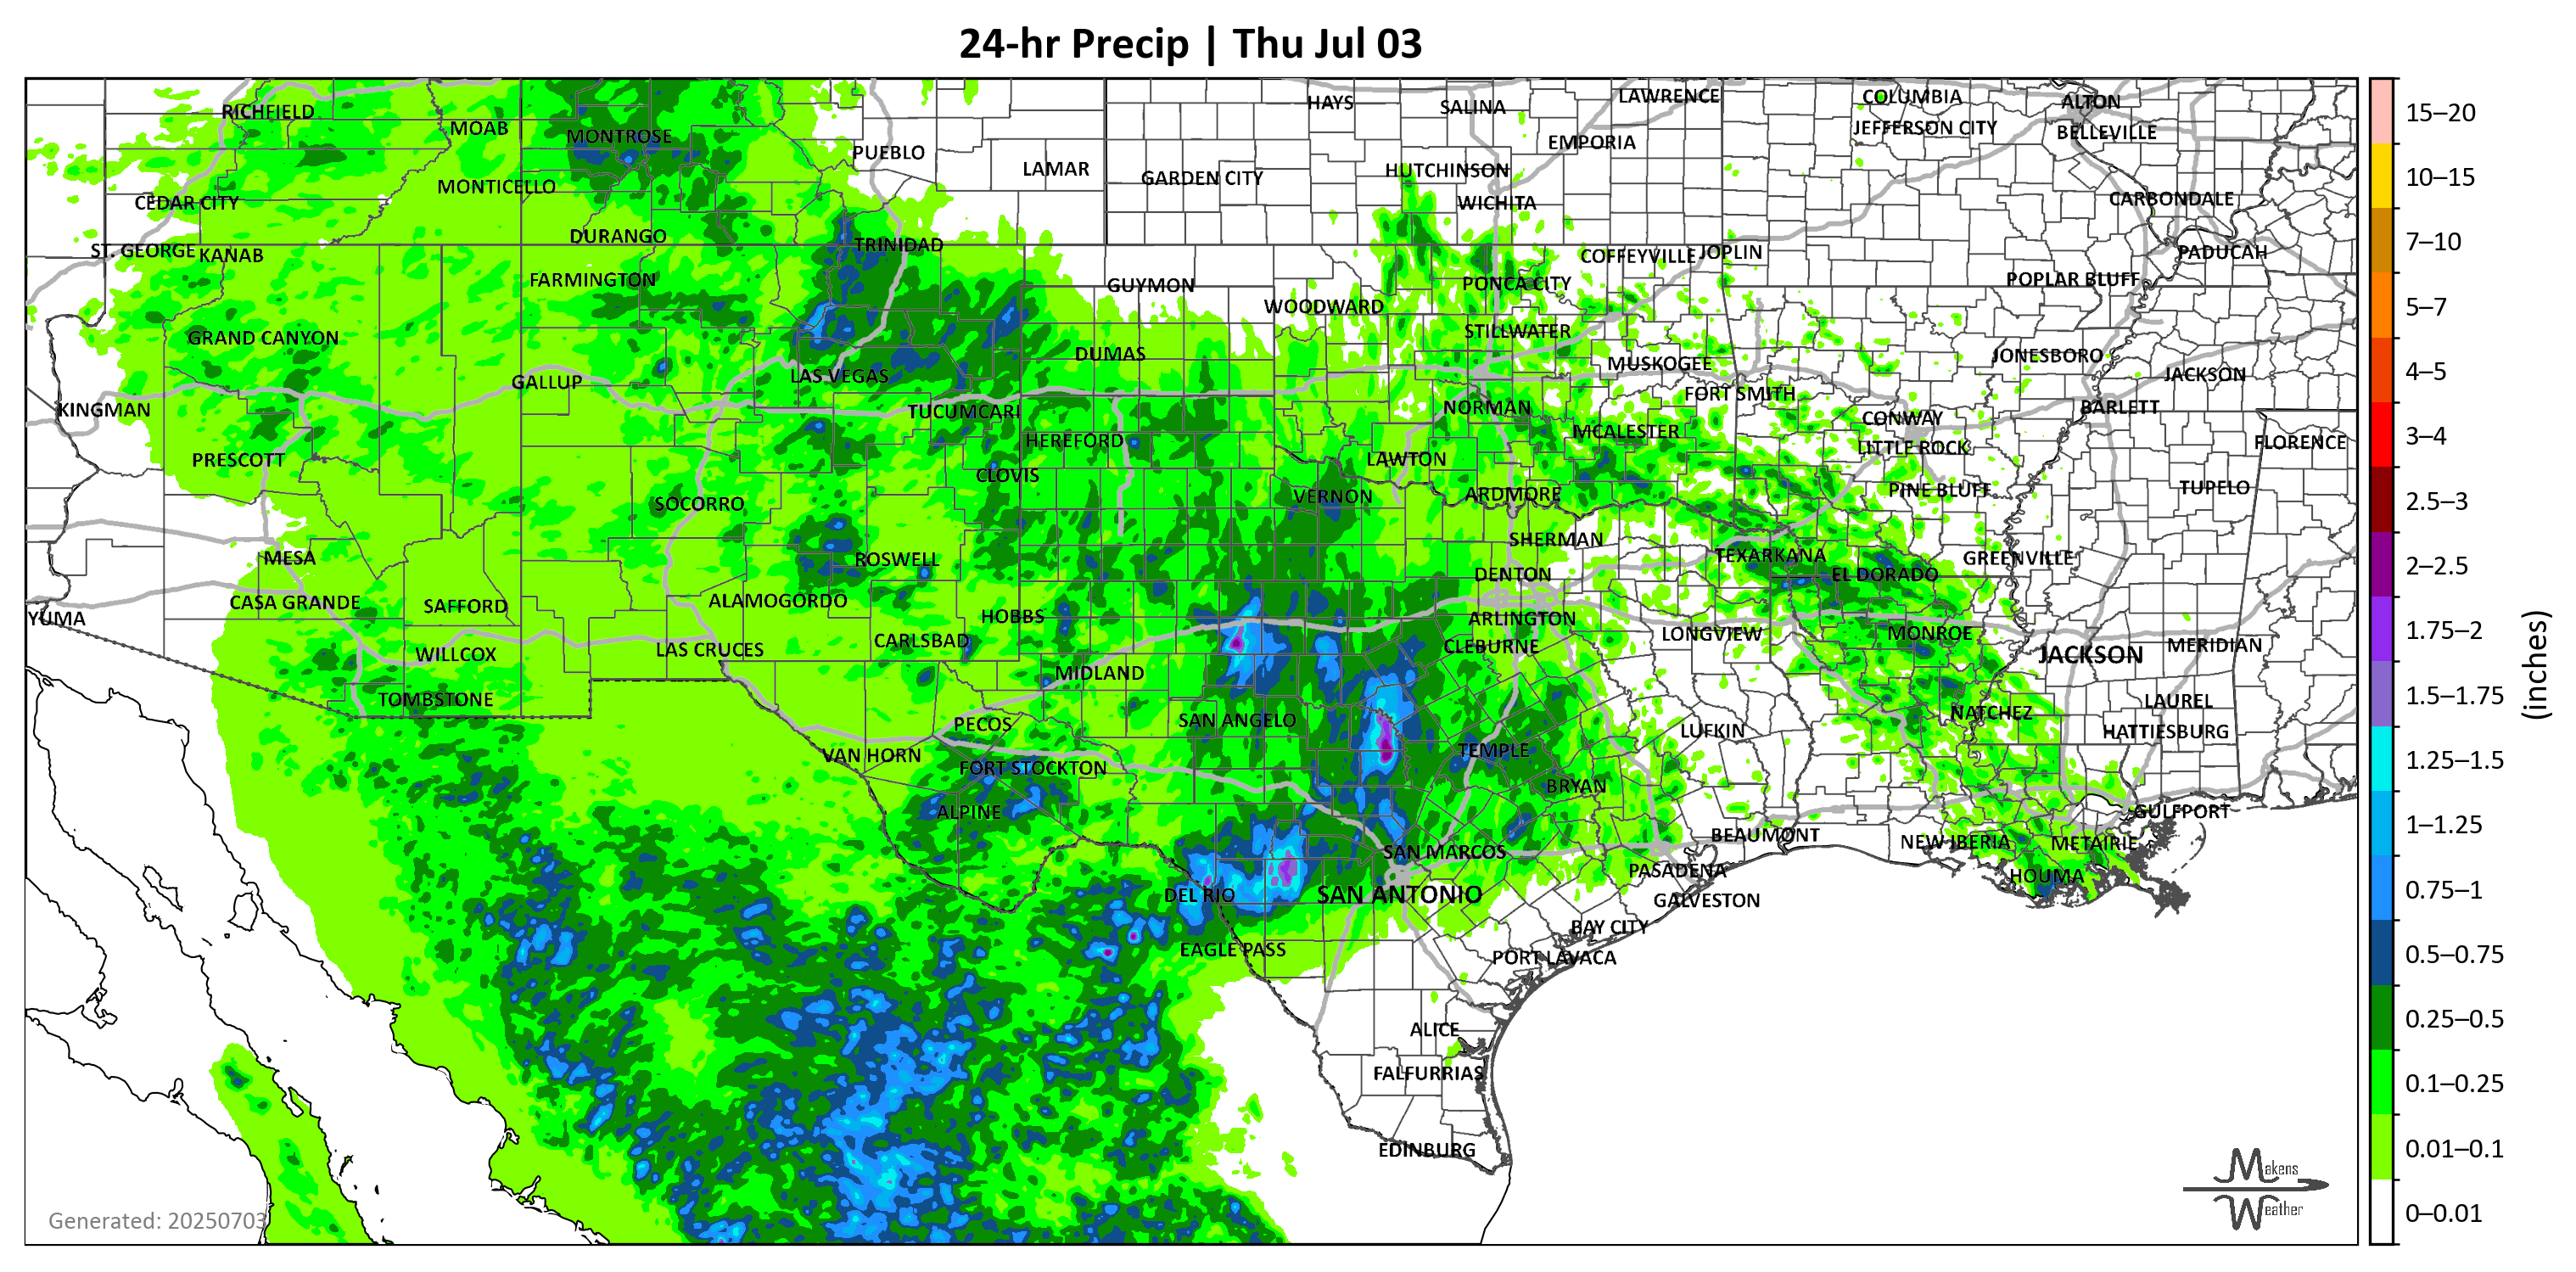 24-hr Precip | Thu Jul 03
HAYS
SALINA
LAWRENCE
COLUMBIA
ALTON
RICHFIELD
MOAB
MONTROSE
JEFFERSON CITY
BELLEVILLE
EMPORIA
PUEBLO
LAMAR
HUTCHINSON
GARDEN CITY
MONTICELLO
CEDAR CITY
WICHITA
CARBONDALE
DURANGO
TRINIDAD
ST. GEORGE
KANAB
COFFEYVILLE
JOPLIN
PADUCAH
FARMINGTON
GUYMON
PONCA CITY
POPLAR BLUFF
WOODWARD
GRAND CANYON
STILLWATER
DUMAS
JONESBORO
MUSKOGEE
LAS VEGAS
JACKSON
GALLUP
FORT SMITH
KINGMAN
TUCUMCARI
NORMAN
BARLETT
CONWAY
HEREFORD
MCALESTER
LITTLE ROCK
FLORENCE
PRESCOTT
LAWTON
CLOVIS
TUPELO
SOCORRO
VERNON
ARDMORE
PINE BLUFF
SHERMAN
MESA
ROSWELL
TEXARKANA
GREENVILLE
DENTON
EL DORADO
CASA GRANDE
SAFFORD
ALAMOGORDO
YUMA
HOBBS
ARLINGTON
LAS CRUCES
CARLSBAD
CLEBURNE
LONGVIEW
MONROE
MERIDIAN
WILLCOX
JACKSON
MIDLAND
TOMBSTONE
LAUREL
PECOS
SAN ANGELO
NATCHEZ
LUFKIN
HATTIESBURG
VAN HORN
TEMPLE
FORT STOCKTON
BRYAN
ALPINE
GULFPORT
BEAUMONT
NEW IBERIA
METAIRIE
SAN MARCOS
PASADENA
HOUMA
DEL RIO
SAN ANTONIO
GALVESTON
BAY CITY
EAGLE PASS
PORT LAVACA
ALICE
FALFURRIAS
EDINBURG
Generated: 20250703
Makens
Weather
15–20
10–15
7–10
5–7
4–5
3–4
2.5–3
2–2.5
1.75–2
1.5–1.75
1.25–1.5
1–1.25
0.75–1
0.5–0.75
0.25–0.5
0.1–0.25
0.01–0.1
0–0.01
(inches)